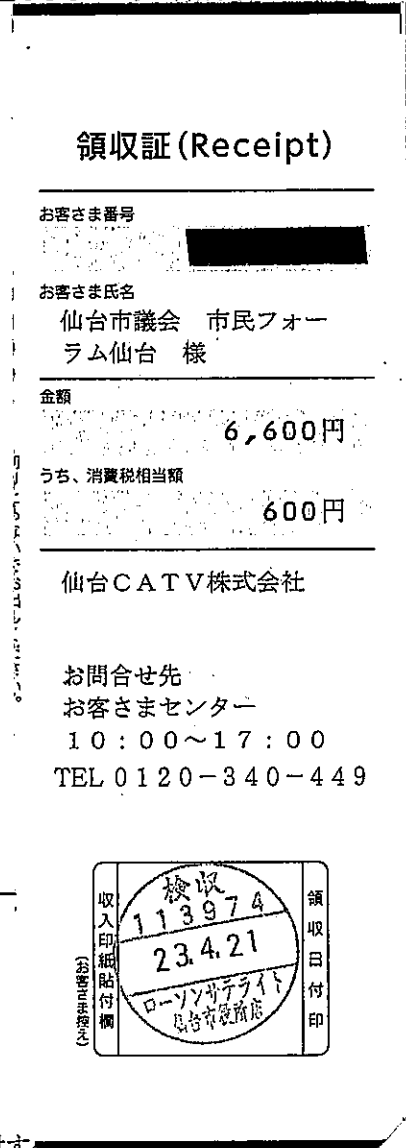 領収証(Receipt)
お客さま番号
お客さま氏名
仙台市議会 市民フォー
ラム仙台 様
金額
6,600円
うち、消費税相当額
600円
仙台CATV株式会社
お問合せ先
お客さまセンター
10:00～17:00
TEL 0120-340-449
収入印紙貼付欄
(お客さま控え)
検収
113974
23.4.21
ローソンサテライト
仙台市役所店
領収日付印
ます